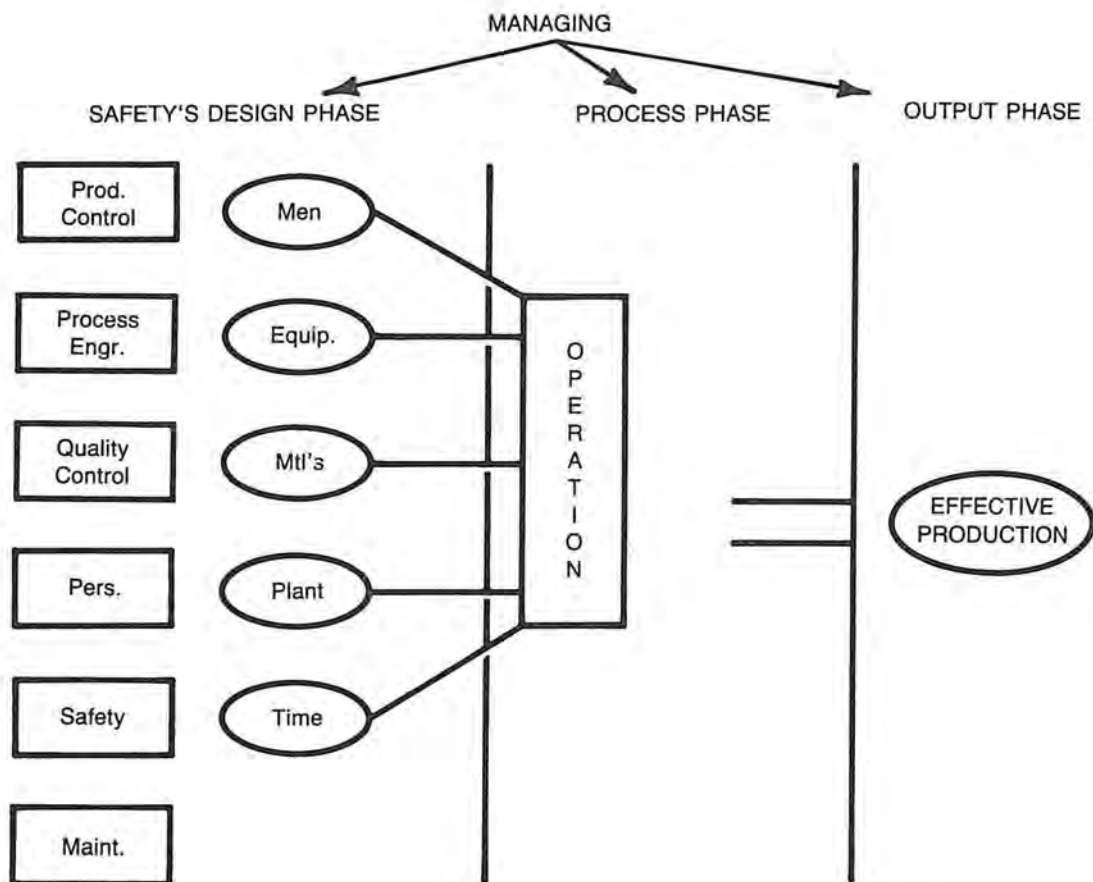 MANAGING
SAFETY'S DESIGN PHASE
PROCESS PHASE
OUTPUT PHASE
Prod.
Control
Men
Process
Engr.
Equip.
Quality
Control
Mtl's
Pers.
Plant
Safety
Time
Maint.
OPERATION
EFFECTIVE
PRODUCTION